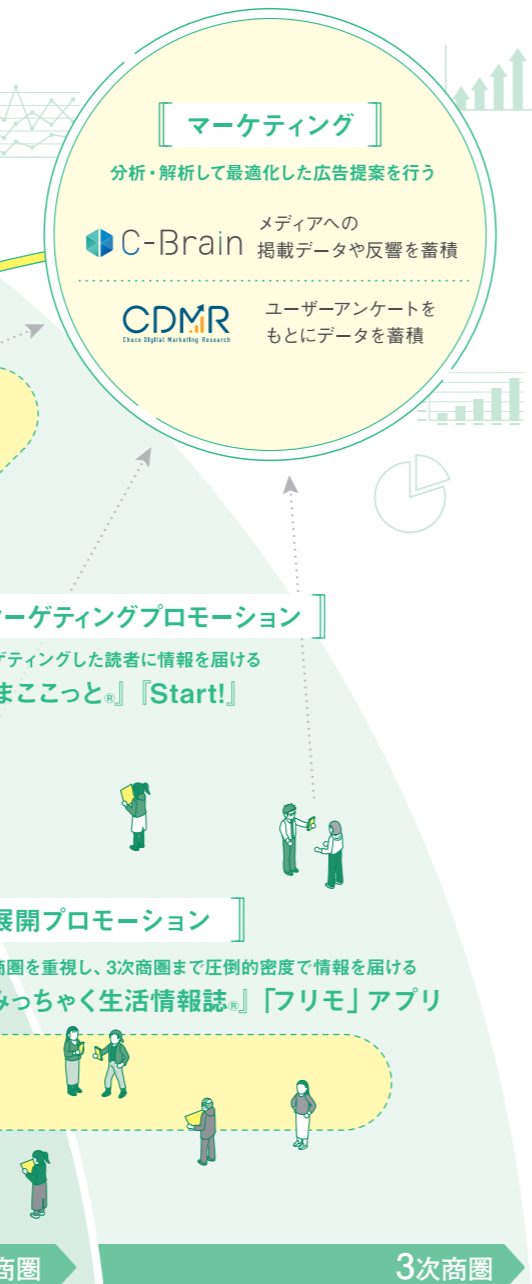 マーケティング
分析・解析して最適化した広告提案を行う
C-Brain
メディアへの
掲載データや反響を蓄積
CDMR
Chaco Digital Marketing Research
ユーザーアンケートを
もとにデータを蓄積
ーゲティングプロモーション
ゲティングした読者に情報を届ける
まここっと®』『Start!』
展開プロモーション
商圏を重視し、3次商圏まで圧倒的密度で情報を届ける
みっちゃく生活情報誌®』「フリモ」アプリ
商圏
3次商圏